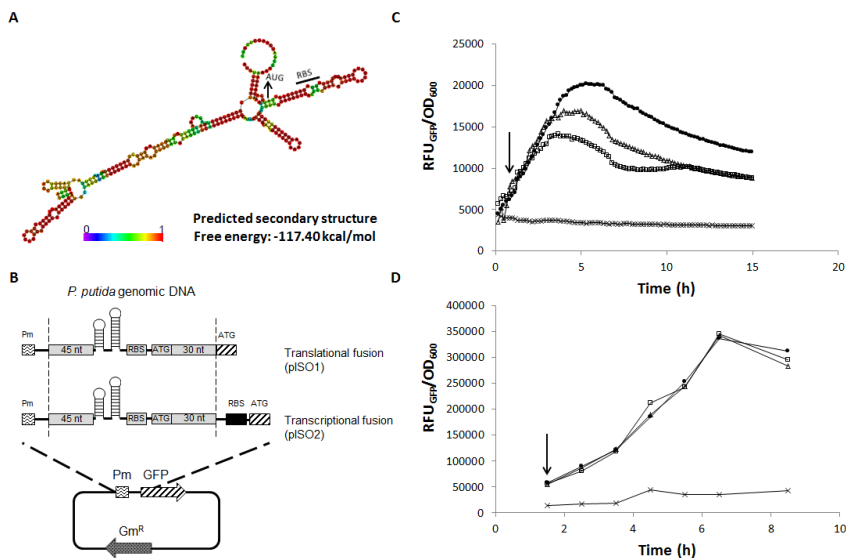 A
AUG
RBS
0
1
Predicted secondary structure
Free energy: -117.40 kcal/mol
B
P. putida genomic DNA
Pm
45 nt
RBS
ATG
30 nt
ATG
Translational fusion
(pISO1)
Pm
45 nt
RBS
ATG
30 nt
RBS
ATG
Transcriptional fusion
(pISO2)
Pm
GFP
GmR
C
RFUGFP/OD600
25000
20000
15000
10000
5000
0
0
5
10
15
20
Time (h)
D
RFUGFP/OD600
400000
350000
300000
250000
200000
150000
100000
50000
0
0
2
4
6
8
10
Time (h)